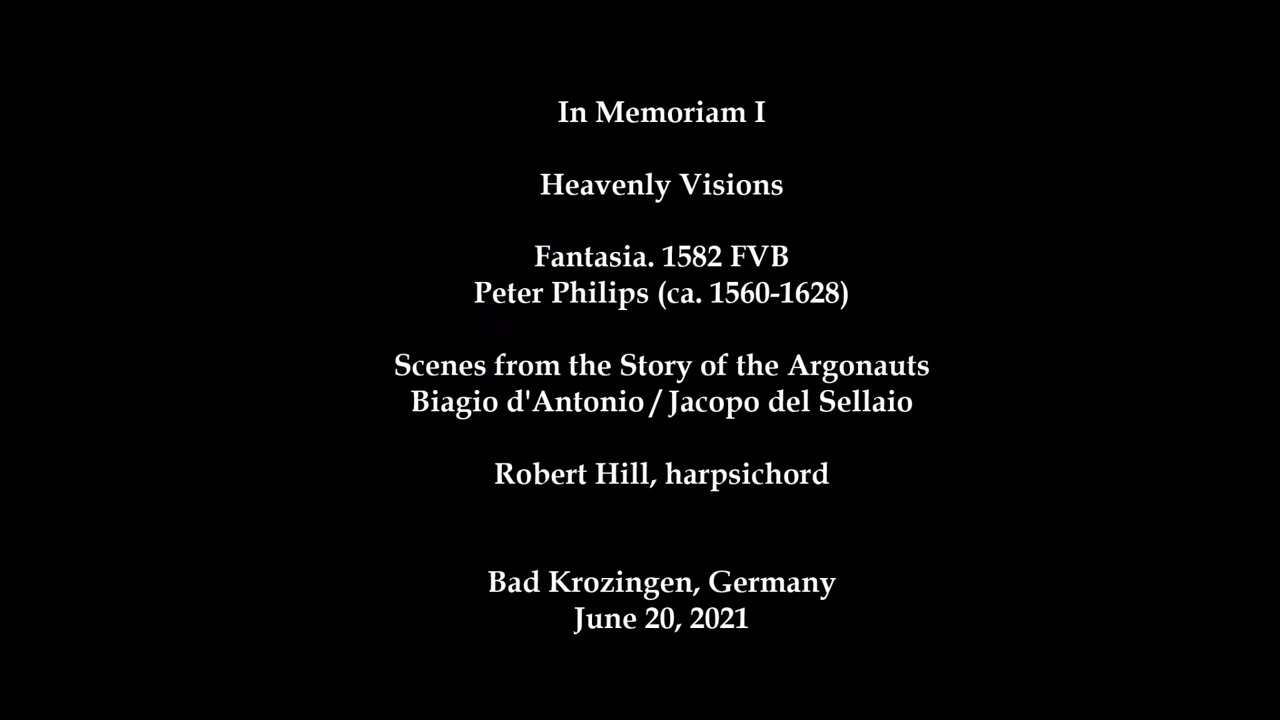 In Memoriam I
Heavenly Visions
Fantasia. 1582 FVB
Peter Philips (ca. 1560-1628)
Scenes from the Story of the Argonauts
Biagio d'Antonio / Jacopo del Sellaio
Robert Hill, harpsichord
Bad Krozingen, Germany
June 20, 2021